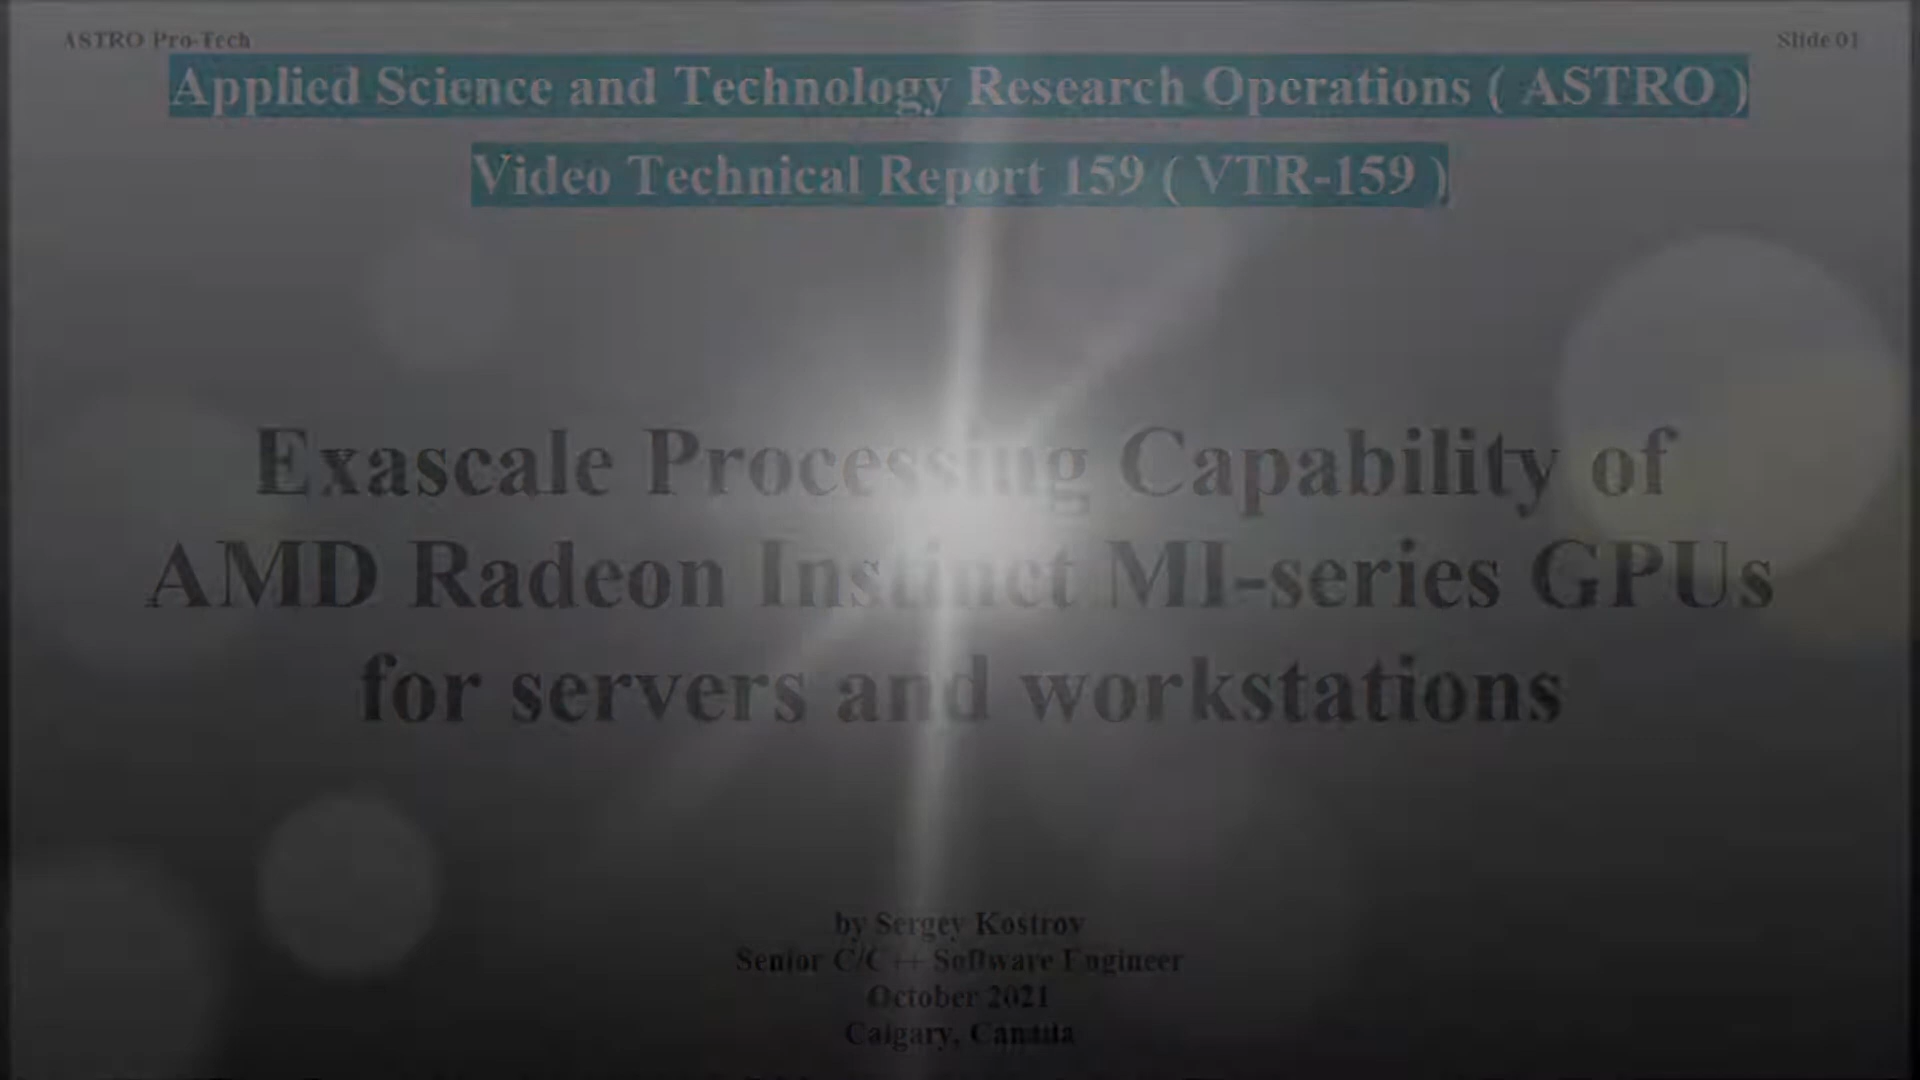 ASTRO Pro-Tech
Slide 01
Applied Science and Technology Research Operations ( ASTRO )
Video Technical Report 159 ( VTR-159 )
Exascale Processing Capability of
AMD Radeon Instinct MI-series GPUs
for servers and workstations
by Sergey Kostrov
Senior C/C++ Software Engineer
October 2021
Calgary, Canada